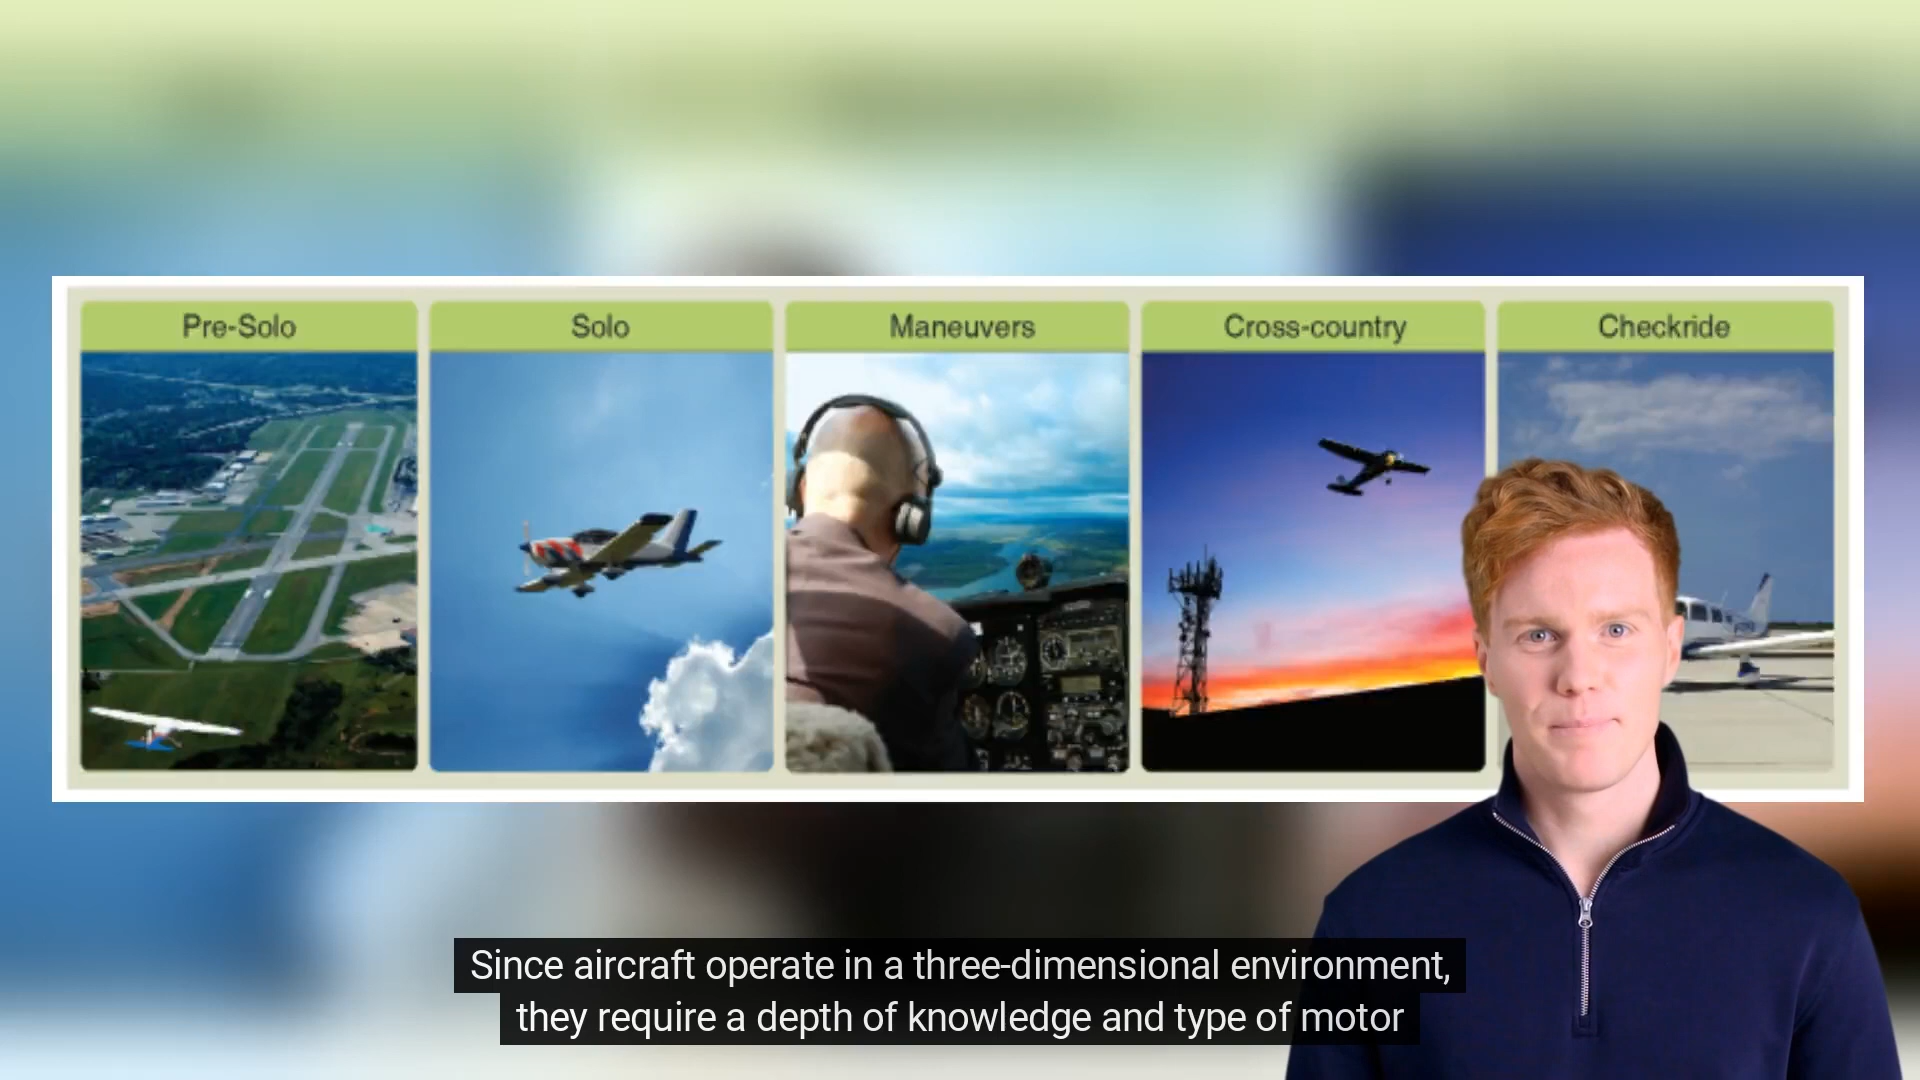 Pre-Solo
Solo
Maneuvers
Cross-country
Checkride
Since aircraft operate in a three-dimensional environment,
they require a depth of knowledge and type of motor